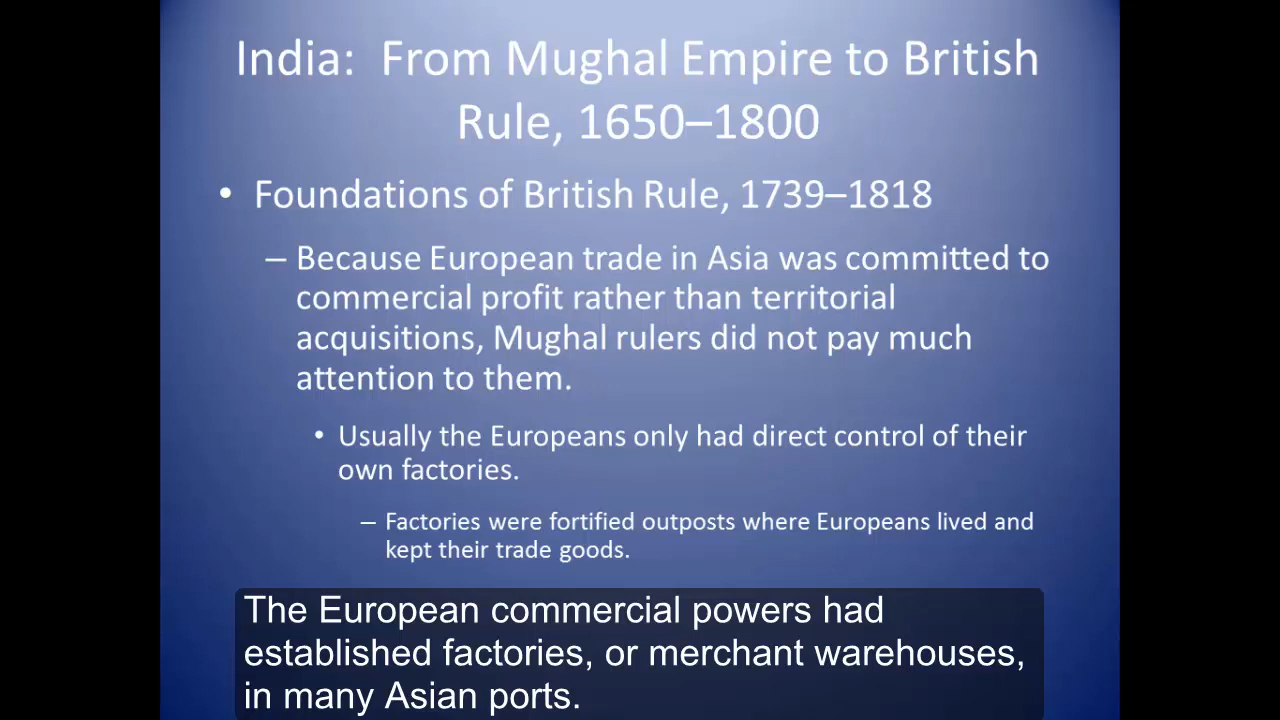 India:  From Mughal Empire to British
Rule, 1650–1800
• Foundations of British Rule, 1739–1818
– Because European trade in Asia was committed to
commercial profit rather than territorial
acquisitions, Mughal rulers did not pay much
attention to them.
• Usually the Europeans only had direct control of their
own factories.
– Factories were fortified outposts where Europeans lived and
kept their trade goods.
The European commercial powers had
established factories, or merchant warehouses,
in many Asian ports.